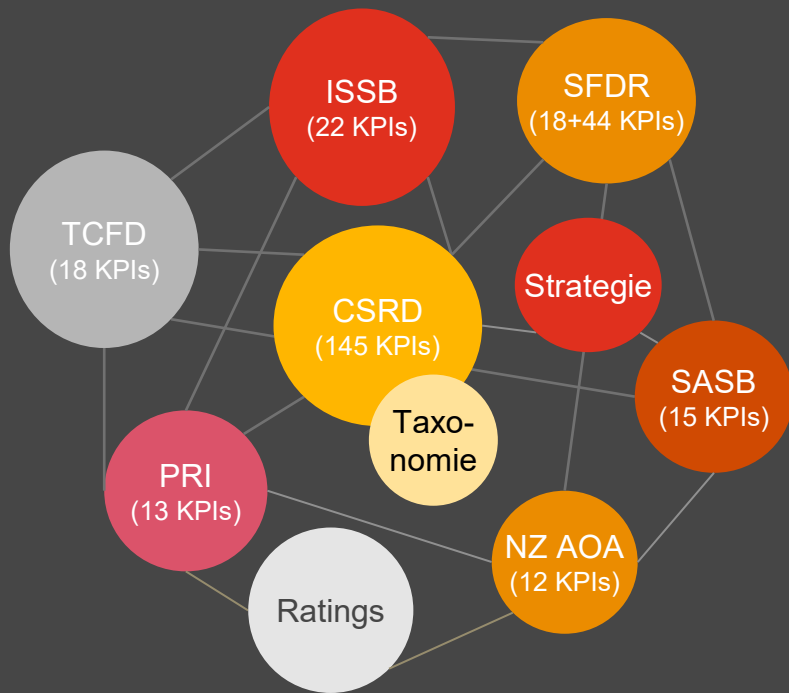 ISSB
(22 KPIs)
SFDR
(18+44 KPIs)
TCFD
(18 KPIs)
CSRD
(145 KPIs)
Strategie
SASB
(15 KPIs)
Taxo-
nomie
PRI
(13 KPIs)
NZ AOA
(12 KPIs)
Ratings